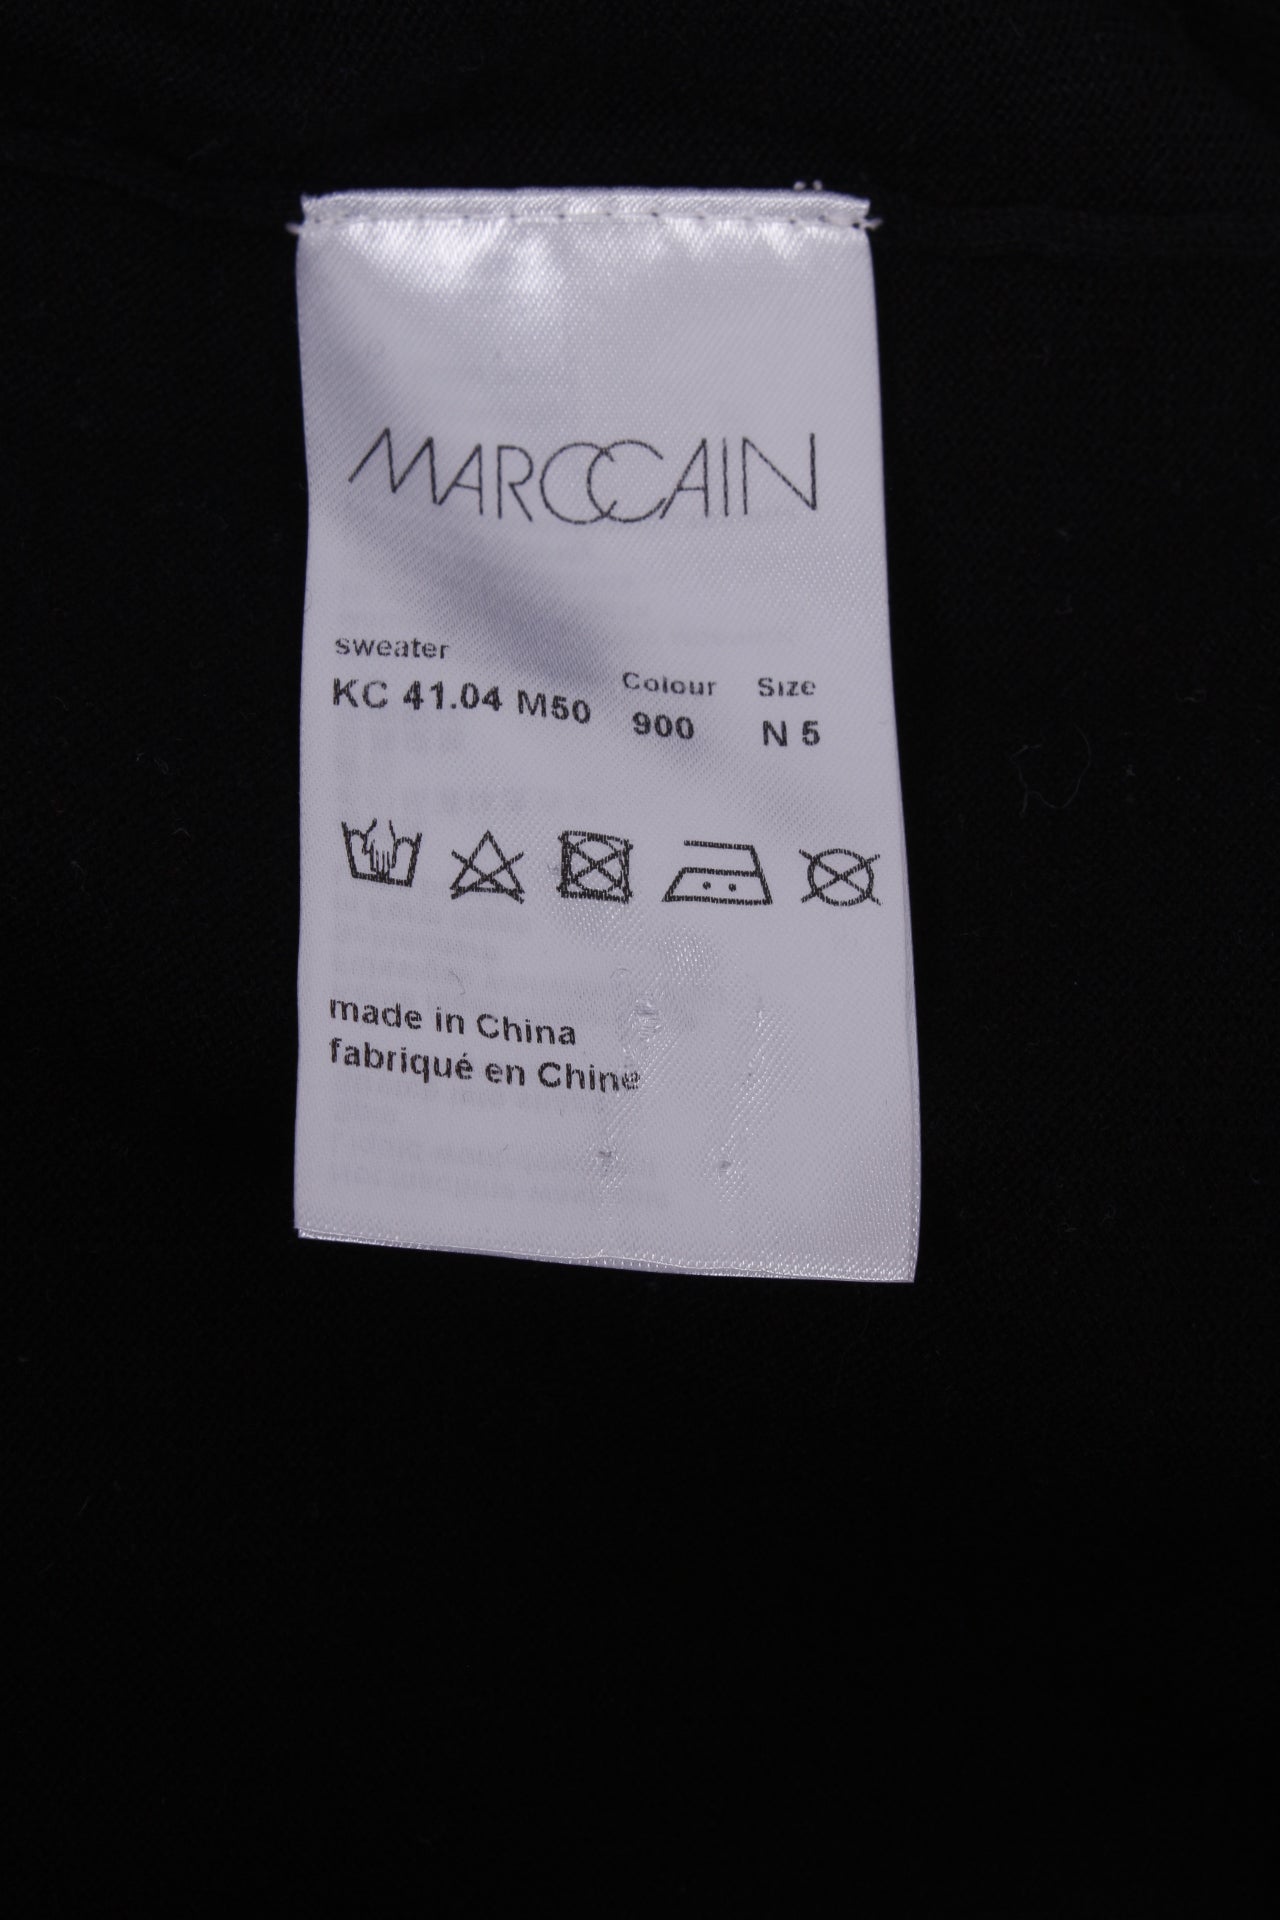 MARCCAIN
sweater
KC 41.04 M50
Colour
900
Size
N 5
made in China
fabriqué en Chine